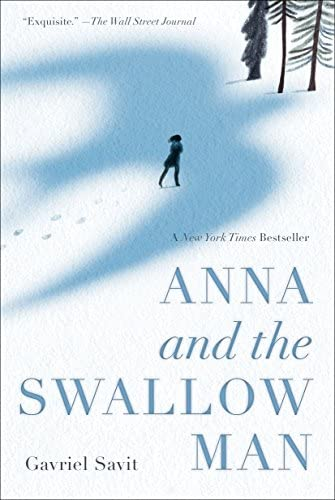 “Exquisite.” —The Wall Street Journal
A New York Times Bestseller
ANNA
and the
SWALLOW
MAN
Gavriel Savit